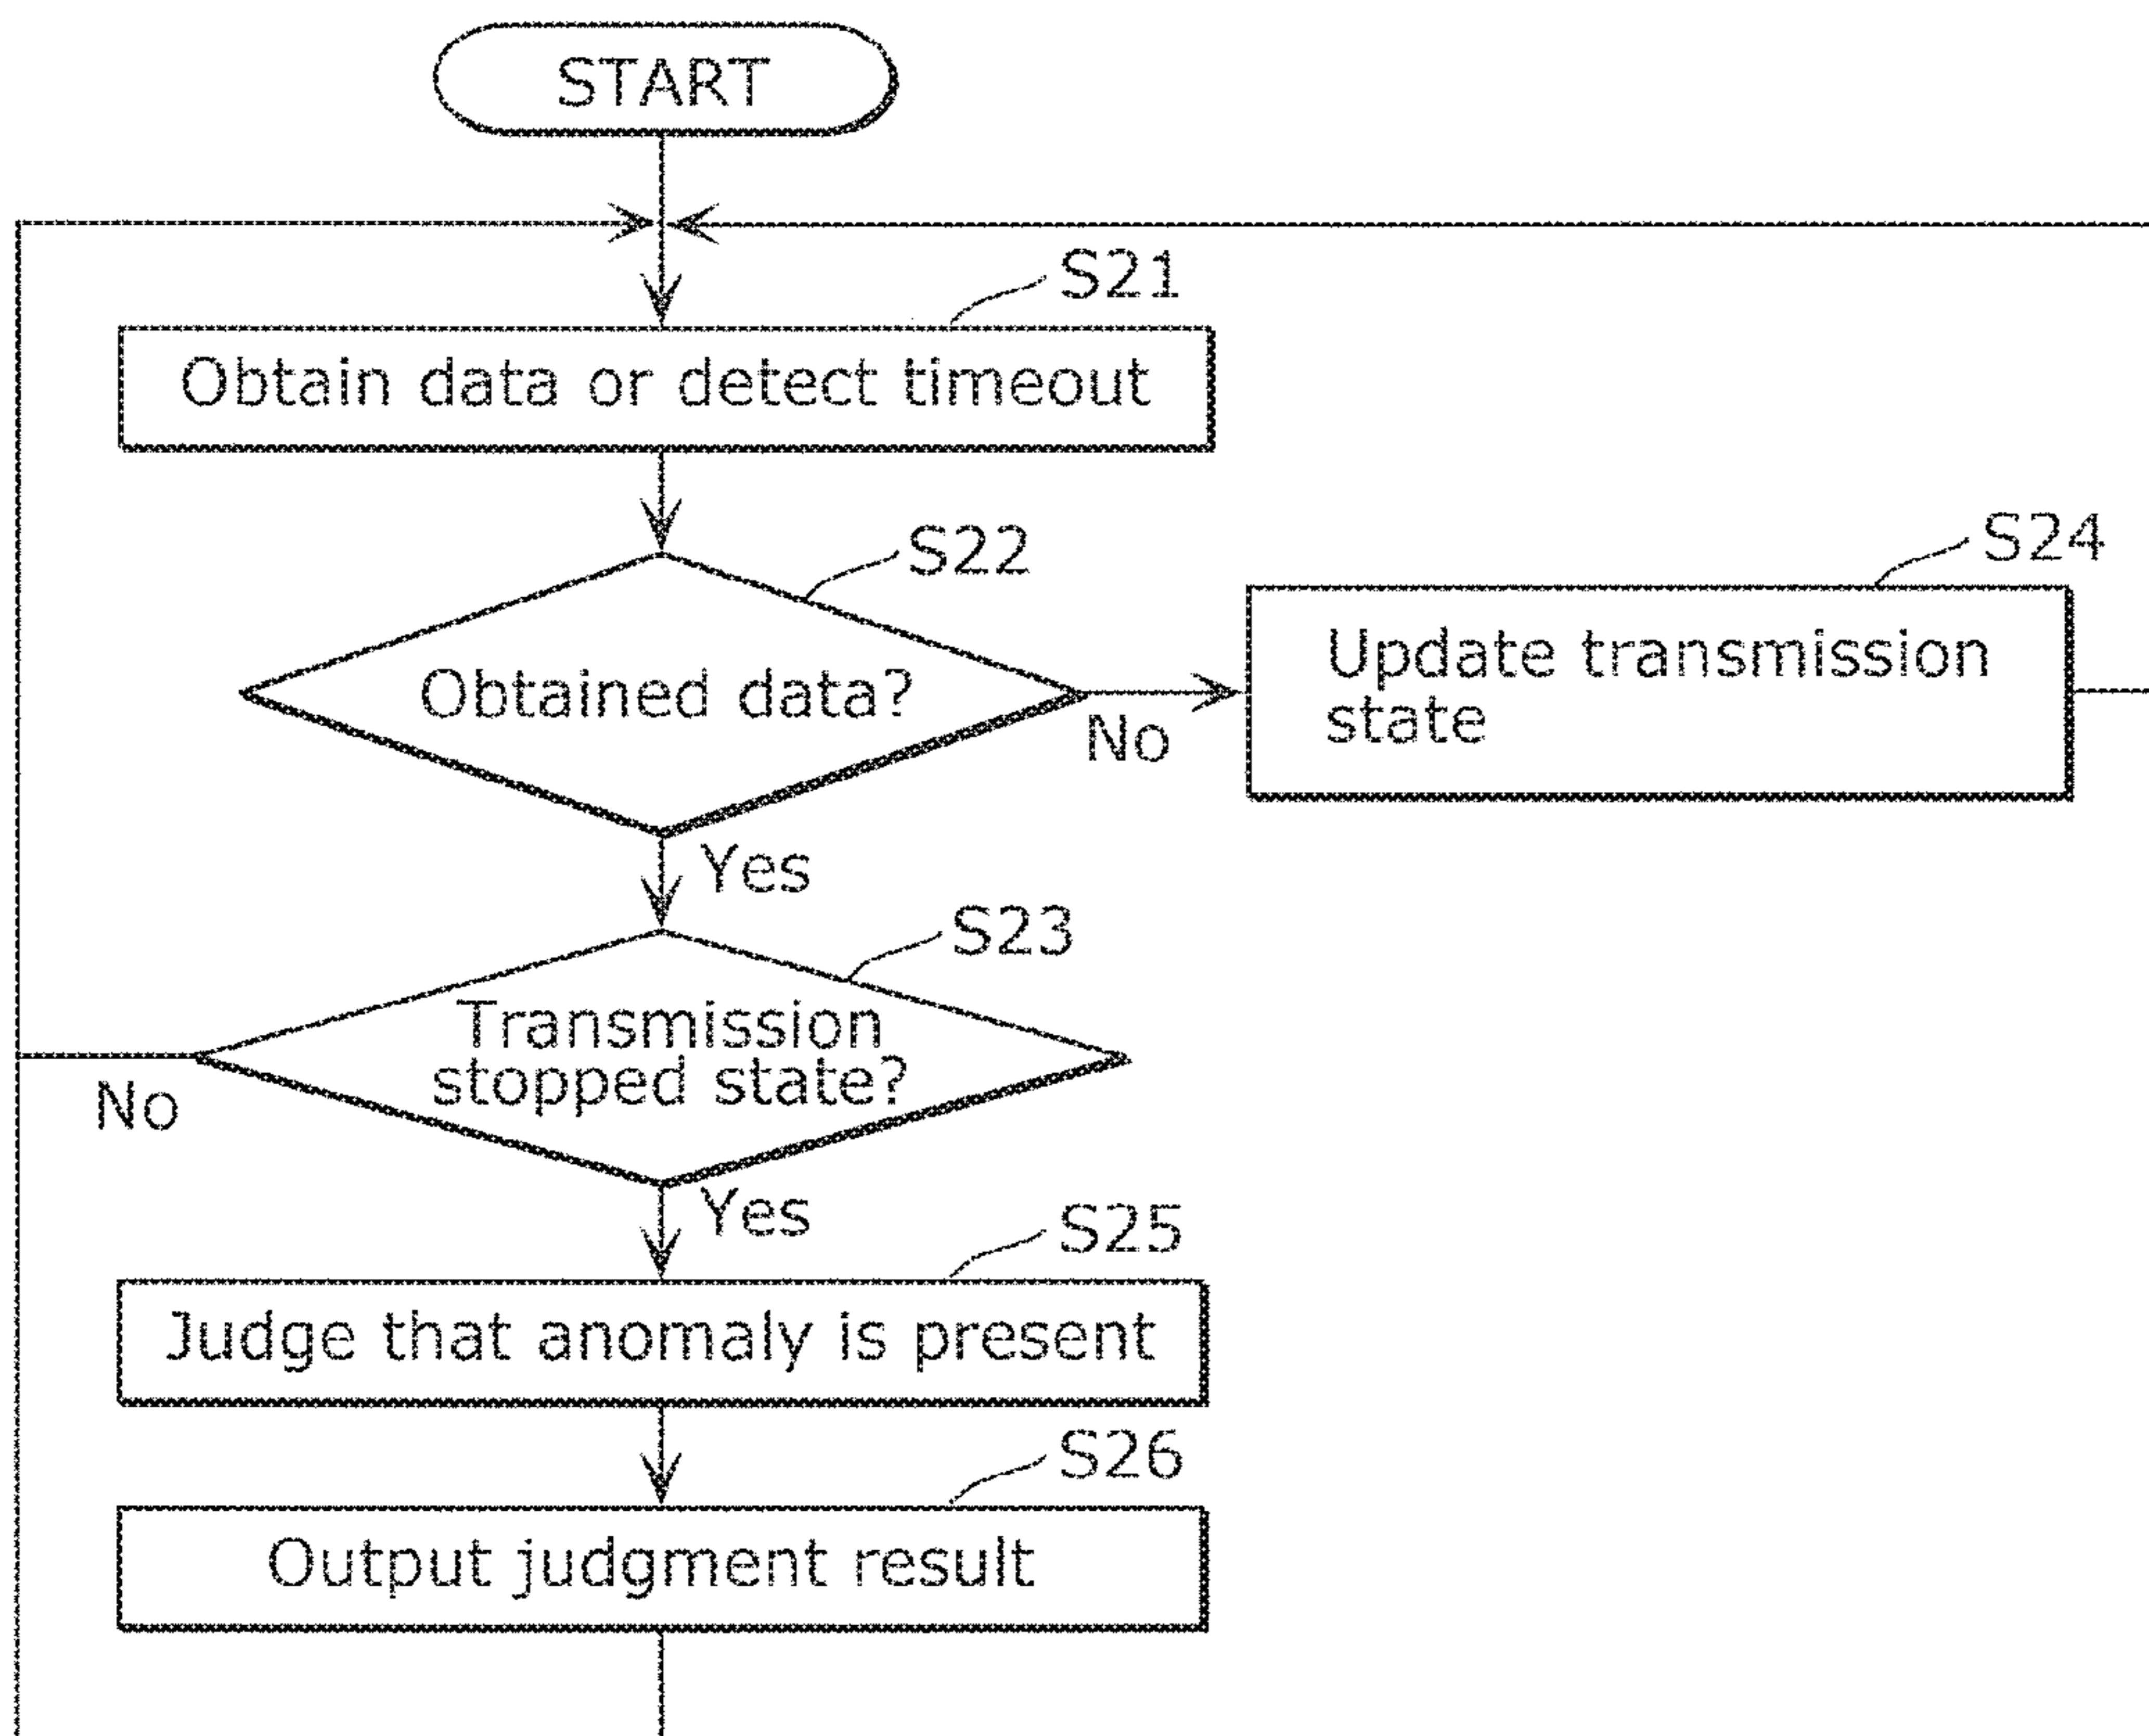 START
S21
Obtain data or detect timeout
S22
Obtained data?
No
S24
Update transmission
state
Yes
S23
Transmission
stopped state?
No
Yes
S25
Judge that anomaly is present
S26
Output judgment result